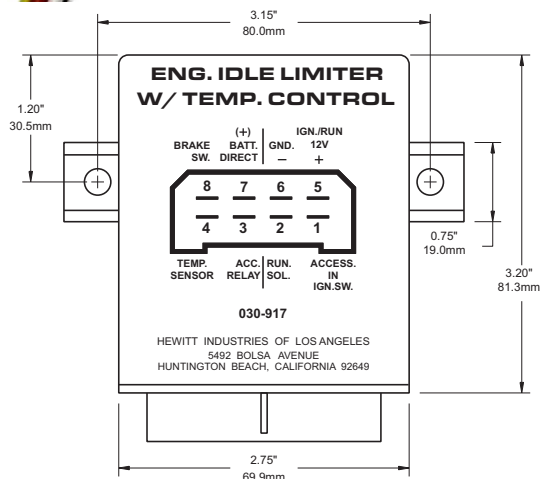 3.15"
80.0mm
1.20"
30.5mm
ENG. IDLE LIMITER
W/ TEMP. CONTROL
BRAKE
SW.
(+)
BATT.
DIRECT
GND.
–
IGN./RUN
12V
+
8 7 6 5
4 3 2 1
TEMP.
SENSOR
ACC.
RELAY
RUN.
SOL.
ACCESS.
IN
IGN.SW.
030-917
HEWITT INDUSTRIES OF LOS ANGELES
5492 BOLSA AVENUE
HUNTINGTON BEACH, CALIFORNIA 92649
0.75"
19.0mm
3.20"
81.3mm
2.75"
69.9mm